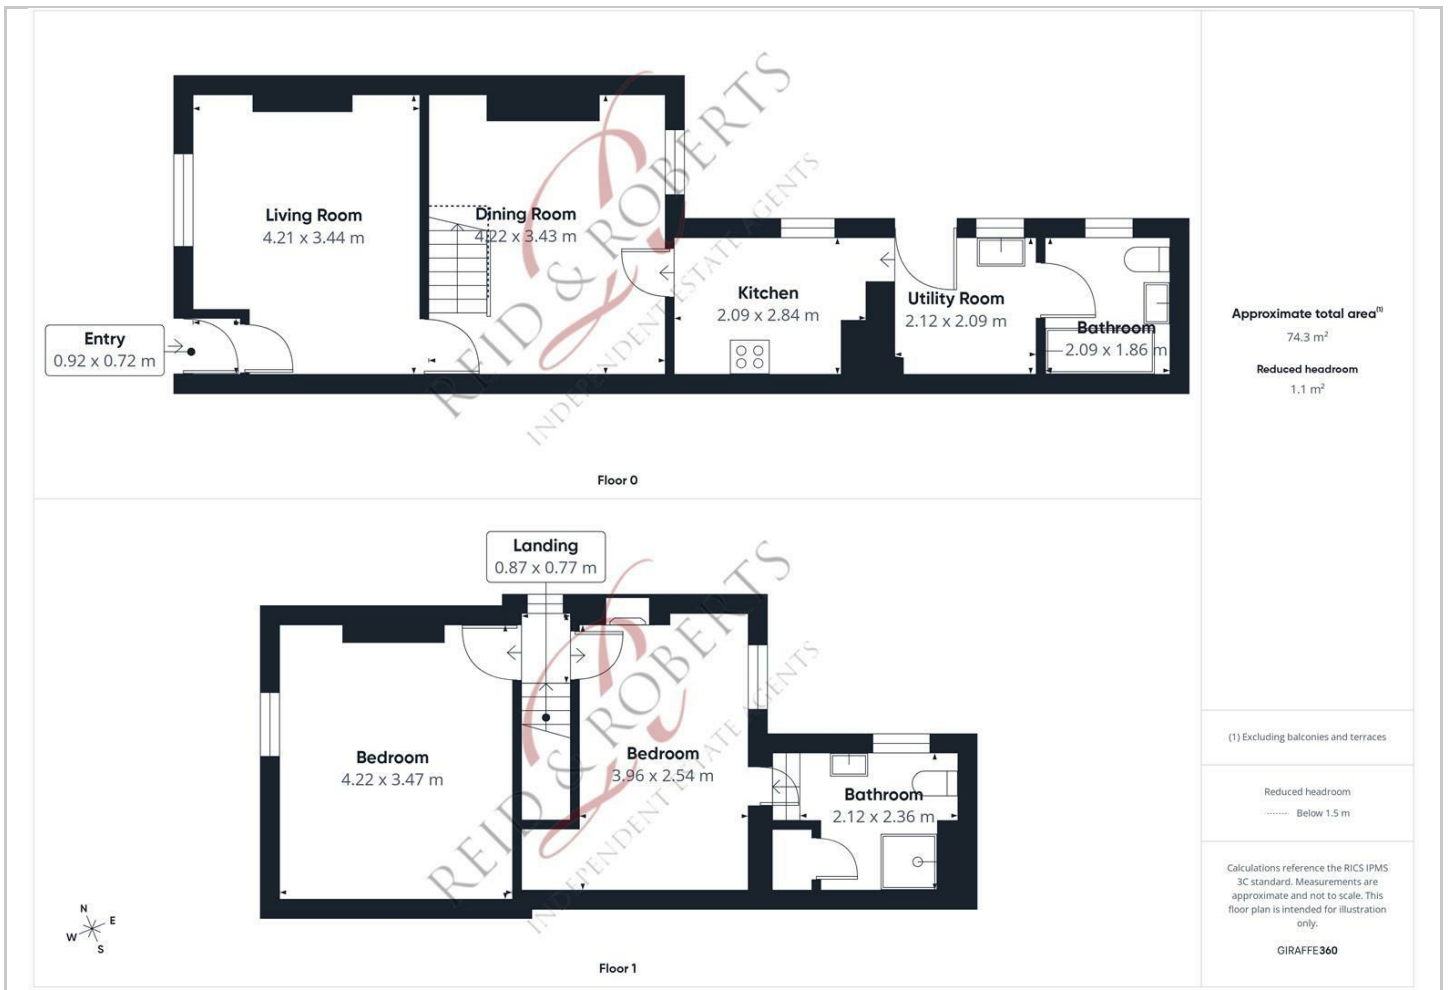 Living Room
4.21 x 3.44 m
Dining Room
4.22 x 3.43 m
Entry
0.92 x 0.72 m
Kitchen
2.09 x 2.84 m
Utility Room
2.12 x 2.09 m
Bathroom
2.09 x 1.86 m
REID & ROBERTS
INDEPENDENT ESTATE AGENTS
Floor 0
Landing
0.87 x 0.77 m
Bedroom
4.22 x 3.47 m
Bedroom
3.96 x 2.54 m
Bathroom
2.12 x 2.36 m
REID & ROBERTS
INDEPENDENT ESTATE AGENTS
N
E
W
S
Floor 1
Approximate total area(1)
74.3 m²
Reduced headroom
1.1 m²
(1) Excluding balconies and terraces
Reduced headroom
Below 1.5 m
Calculations reference the RICS IPMS
3C standard. Measurements are
approximate and not to scale. This
floor plan is intended for illustration
only.
GIRAFFE360